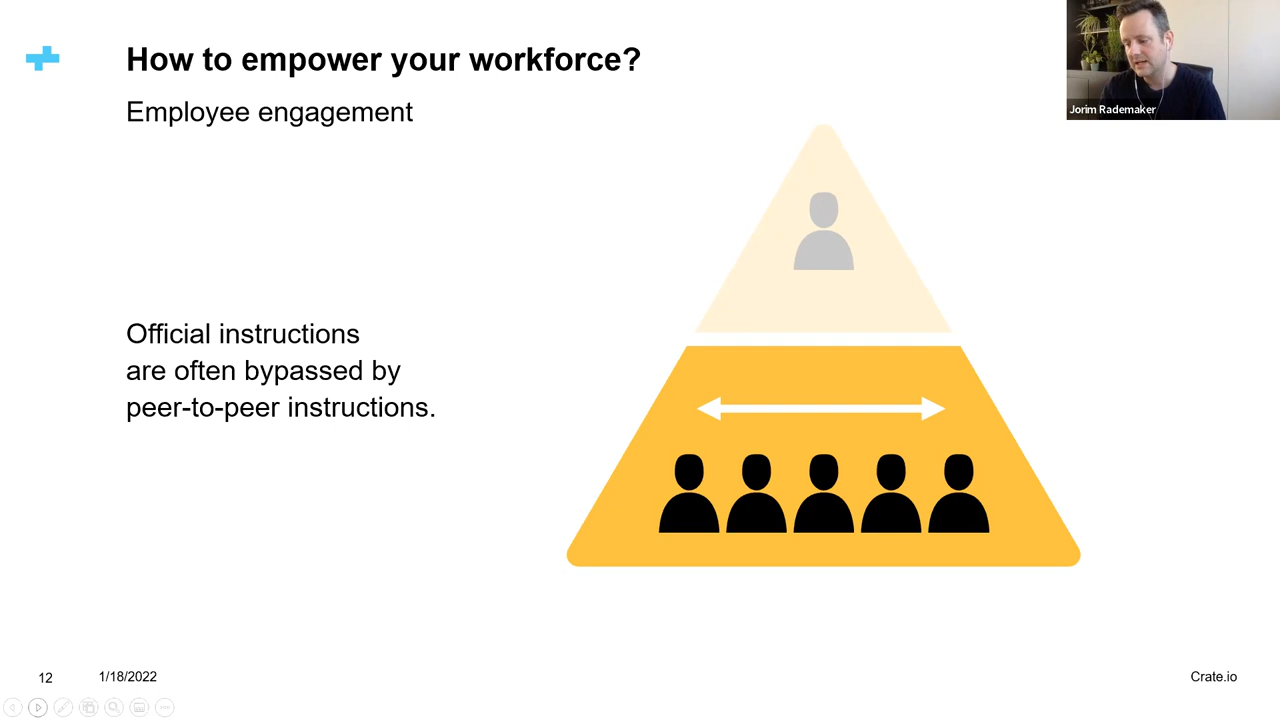 How to empower your workforce?
Employee engagement
Jorim Rademaker
Official instructions
are often bypassed by
peer-to-peer instructions.
12
1/18/2022
Crate.io